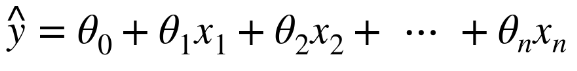 ŷ = θ₀ + θ₁x₁ + θ₂x₂ + ⋯ + θₙxₙ